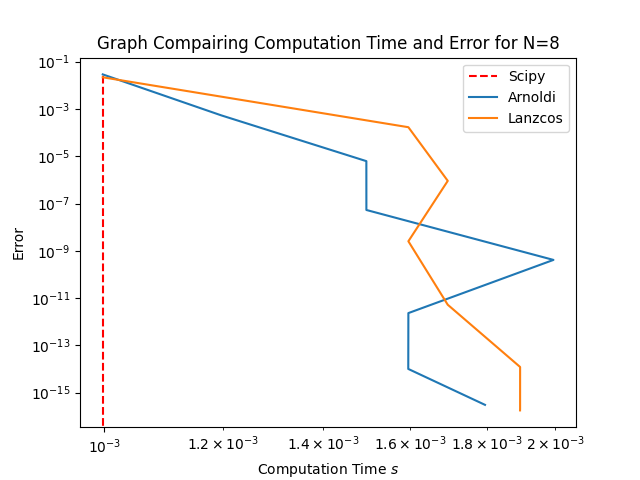 Graph Compairing Computation Time and Error for N=8
Scipy
Arnoldi
Lanzcos
Error
10⁻¹
10⁻³
10⁻⁵
10⁻⁷
10⁻⁹
10⁻¹¹
10⁻¹³
10⁻¹⁵
10⁻³ 1.2 × 10⁻³ 1.4 × 10⁻³ 1.6 × 10⁻³ 1.8 × 10⁻³ 2 × 10⁻³
Computation Time s